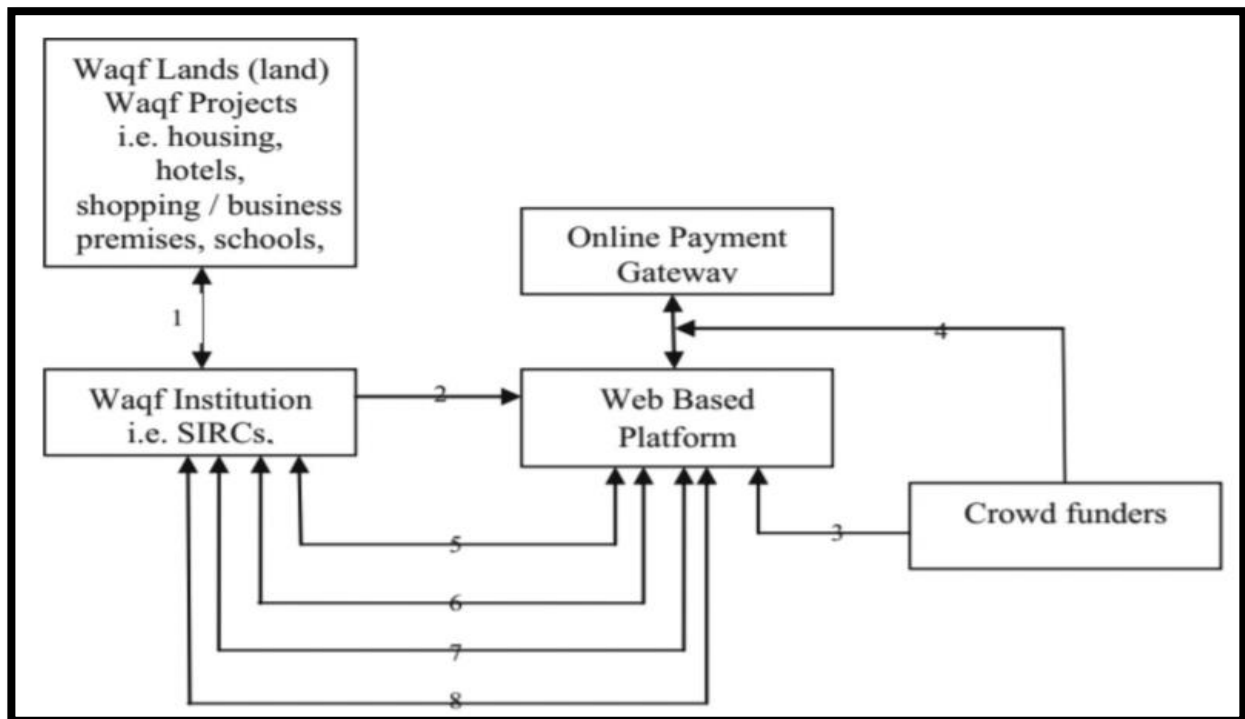 Waqf Lands (land)
Waqf Projects
i.e. housing,
hotels,
shopping / business
premises, schools,
1
Online Payment
Gateway
4
Waqf Institution
i.e. SIRCs.
2
Web Based
Platform
Crowd funders
3
5
6
7
8